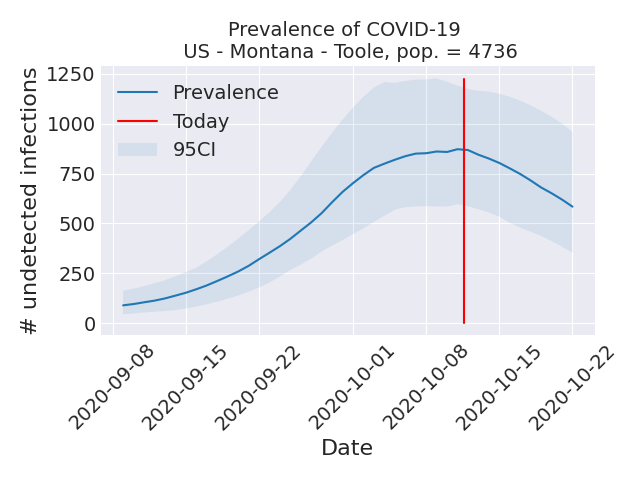 Prevalence of COVID-19
US - Montana - Toole, pop. = 4736
# undetected infections
1250
1000
750
500
250
0
Prevalence
Today
95CI
2020-09-08
2020-09-15
2020-09-22
2020-10-01
2020-10-08
2020-10-15
2020-10-22
Date